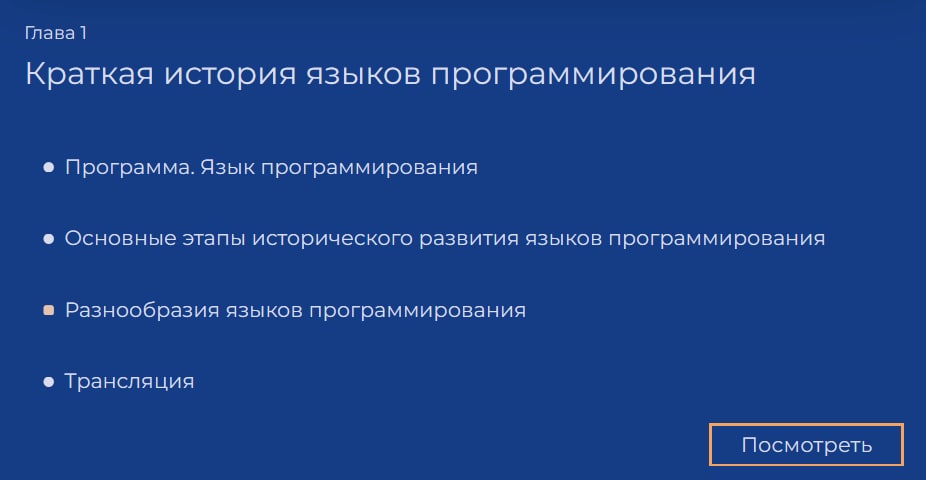 Глава 1
Краткая история языков программирования
Программа. Язык программирования
Основные этапы исторического развития языков программирования
Разнообразия языков программирования
Трансляция
Посмотреть